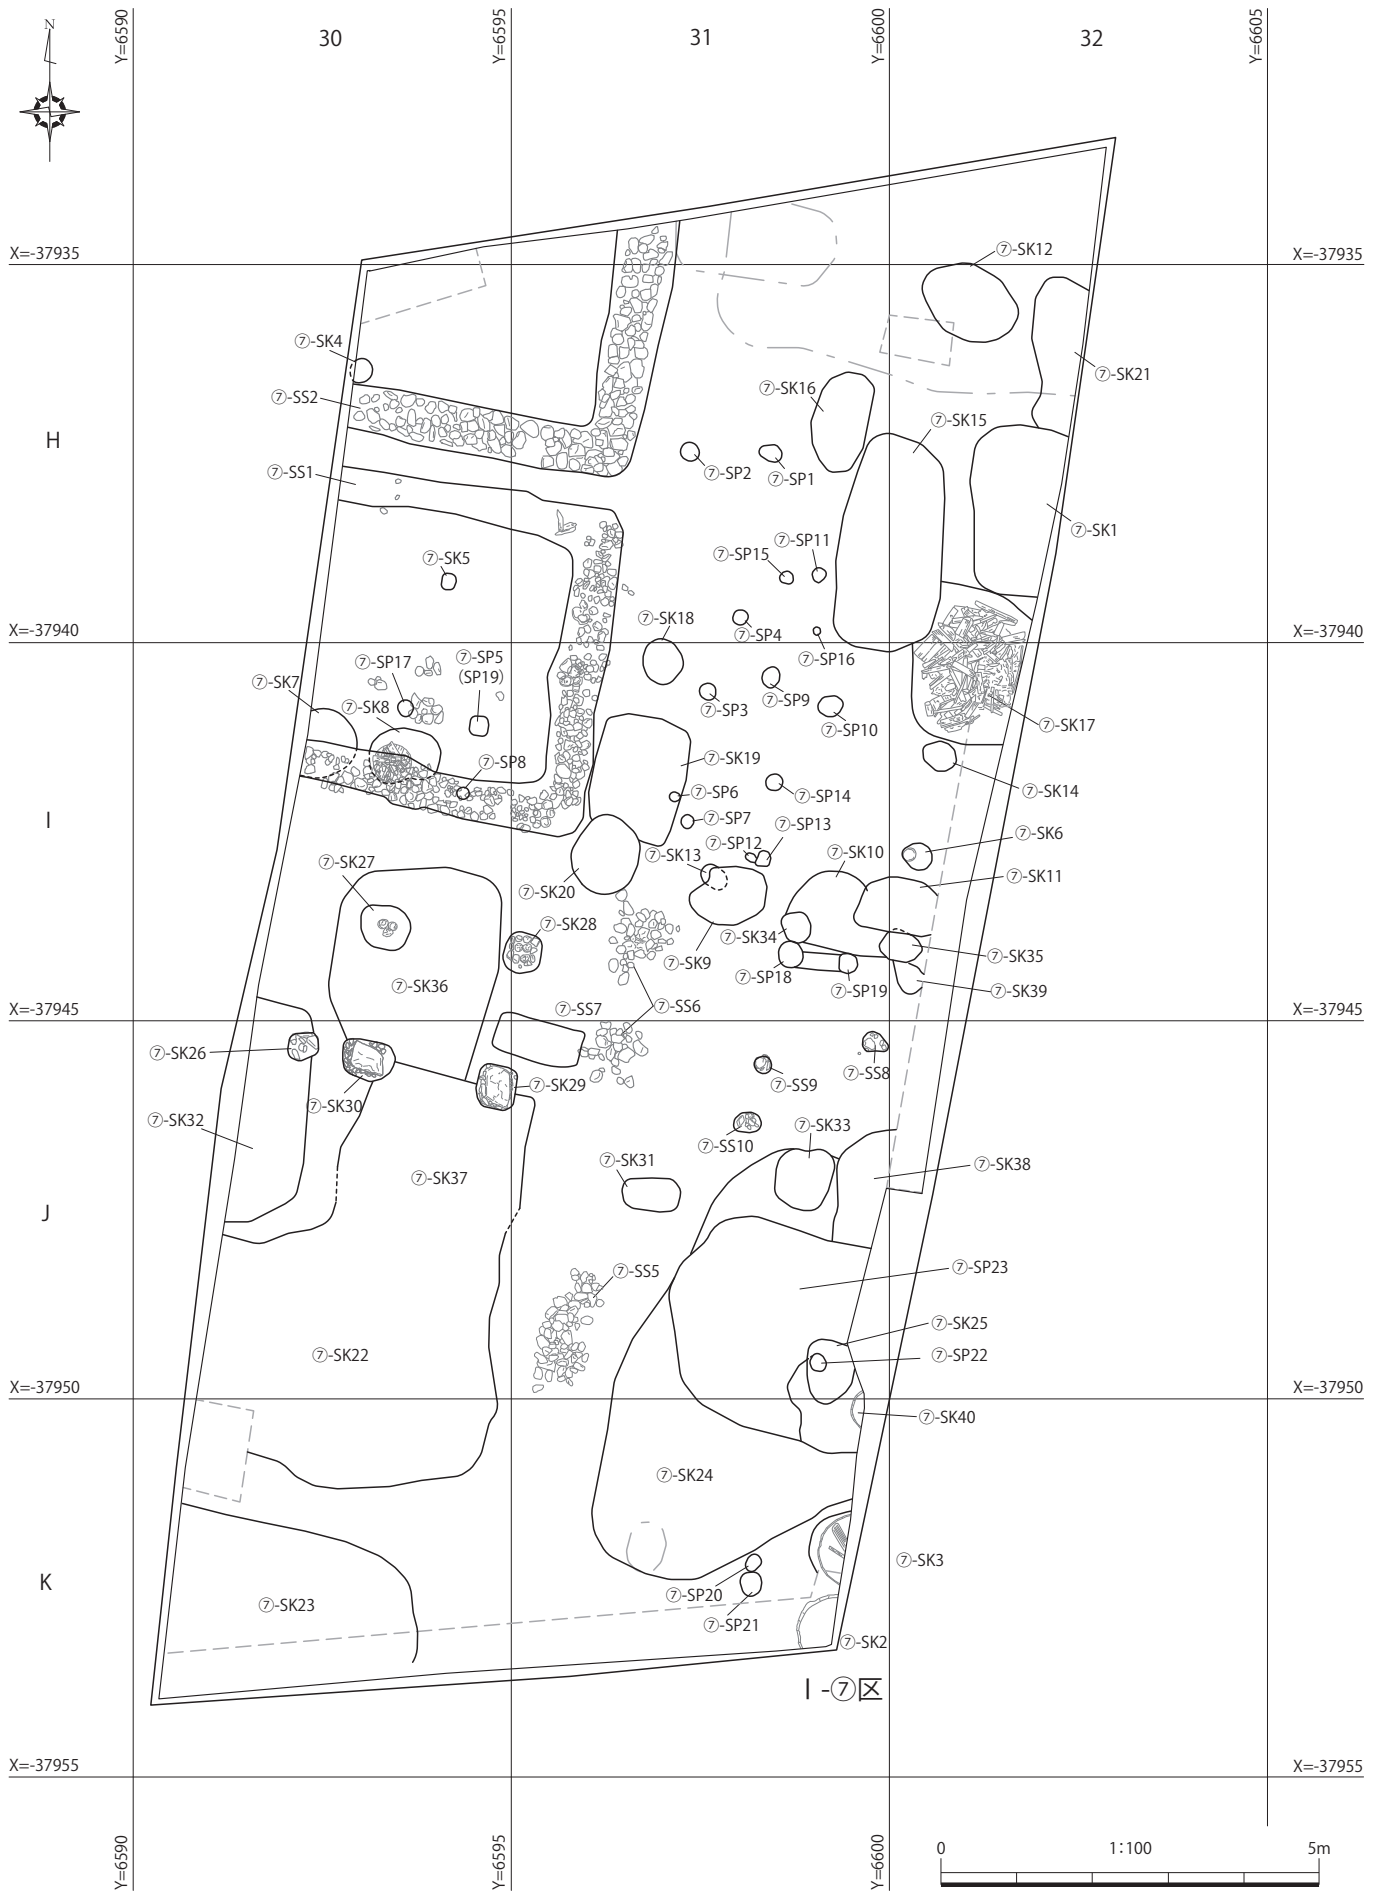 N
Y=6590
30
Y=6595
31
Y=6600
32
Y=6605
X=-37935
X=-37935
⑦-SK12
⑦-SK4
⑦-SK21
⑦-SS2
⑦-SK16
⑦-SK15
H
⑦-SS1
⑦-SP2
⑦-SP1
⑦-SK1
⑦-SP11
⑦-SP15
⑦-SK5
⑦-SK18
X=-37940
⑦-SP4
X=-37940
⑦-SP16
⑦-SP17
⑦-SP5
(SP19)
⑦-SK7
⑦-SK8
⑦-SP3
⑦-SP9
⑦-SP10
⑦-SK17
⑦-SP8
⑦-SK19
⑦-SP6
⑦-SP14
⑦-SK14
I
⑦-SP7
⑦-SP13
⑦-SK6
⑦-SP12
⑦-SK27
⑦-SK13
⑦-SK10
⑦-SK11
⑦-SK20
⑦-SK28
⑦-SK34
⑦-SK35
⑦-SK9
⑦-SP18
⑦-SK36
⑦-SP19
⑦-SK39
⑦-SS7
⑦-SS6
X=-37945
X=-37945
⑦-SK26
⑦-SS8
⑦-SK29
⑦-SS9
⑦-SK30
⑦-SK32
⑦-SS10
⑦-SK33
⑦-SK31
⑦-SK38
⑦-SK37
J
⑦-SS5
⑦-SP23
⑦-SK25
⑦-SK22
⑦-SP22
X=-37950
X=-37950
⑦-SK40
⑦-SK24
⑦-SK3
K
⑦-SP20
⑦-SK23
⑦-SP21
⑦-SK2
Ⅰ-⑦区
X=-37955
X=-37955
Y=6590
Y=6595
Y=6600
0
1:100
5m